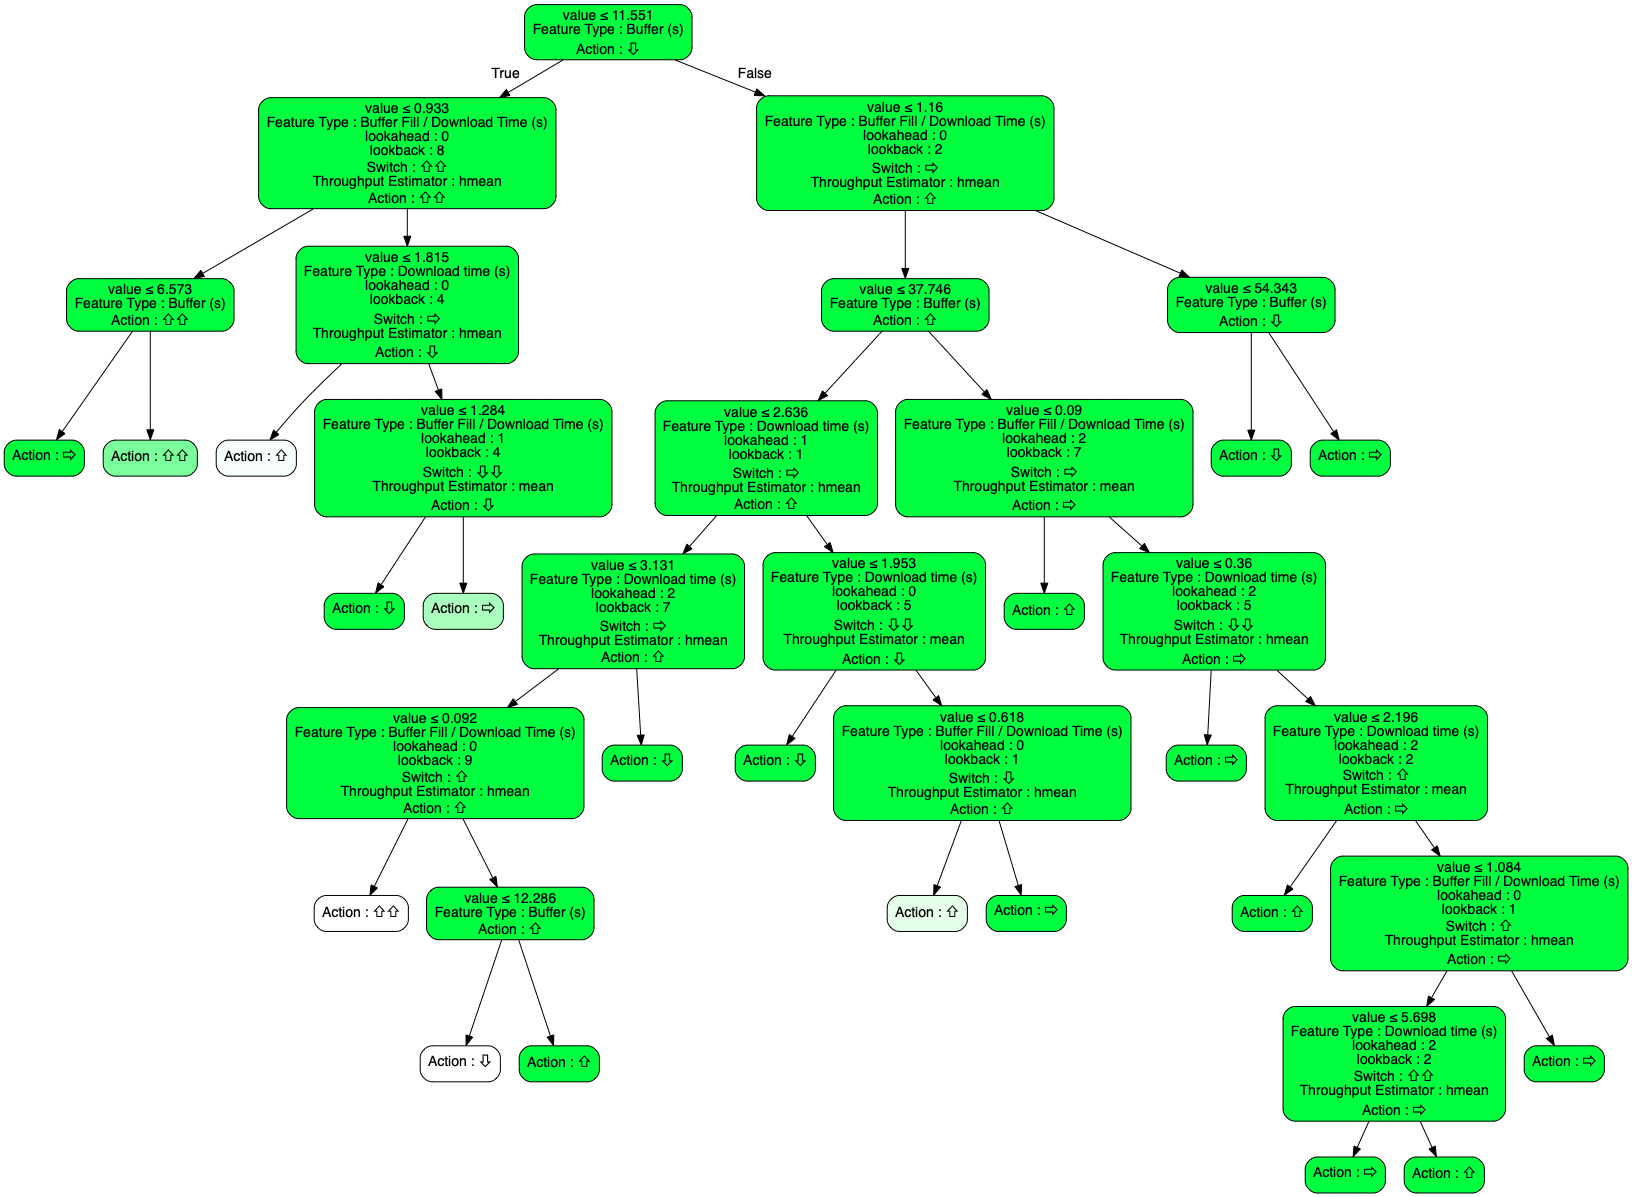 value ≤ 11.551
Feature Type : Buffer (s)
Action : ⇩
True
False
value ≤ 0.933
Feature Type : Buffer Fill / Download Time (s)
lookahead : 0
lookback : 8
Switch : ⇧⇧
Throughput Estimator : hmean
Action : ⇧⇧
value ≤ 1.16
Feature Type : Buffer Fill / Download Time (s)
lookahead : 0
lookback : 2
Switch : ⇨
Throughput Estimator : hmean
Action : ⇧
value ≤ 6.573
Feature Type : Buffer (s)
Action : ⇧⇧
value ≤ 1.815
Feature Type : Download time (s)
lookahead : 0
lookback : 4
Switch : ⇨
Throughput Estimator : hmean
Action : ⇩
value ≤ 37.746
Feature Type : Buffer (s)
Action : ⇧
value ≤ 54.343
Feature Type : Buffer (s)
Action : ⇩
Action : ⇨
Action : ⇧⇧
Action : ⇧
value ≤ 1.284
Feature Type : Buffer Fill / Download Time (s)
lookahead : 1
lookback : 4
Switch : ⇩⇩
Throughput Estimator : mean
Action : ⇩
value ≤ 2.636
Feature Type : Download time (s)
lookahead : 1
lookback : 1
Switch : ⇨
Throughput Estimator : hmean
Action : ⇧
value ≤ 0.09
Feature Type : Buffer Fill / Download Time (s)
lookahead : 2
lookback : 7
Switch : ⇨
Throughput Estimator : mean
Action : ⇨
Action : ⇩
Action : ⇨
Action : ⇩
Action : ⇨
value ≤ 3.131
Feature Type : Download time (s)
lookahead : 2
lookback : 7
Switch : ⇨
Throughput Estimator : hmean
Action : ⇧
value ≤ 1.953
Feature Type : Download time (s)
lookahead : 0
lookback : 5
Switch : ⇩⇩
Throughput Estimator : mean
Action : ⇩
Action : ⇧
value ≤ 0.36
Feature Type : Download time (s)
lookahead : 2
lookback : 5
Switch : ⇩⇩
Throughput Estimator : hmean
Action : ⇨
value ≤ 0.092
Feature Type : Buffer Fill / Download Time (s)
lookahead : 0
lookback : 9
Switch : ⇧
Throughput Estimator : hmean
Action : ⇧
Action : ⇩
Action : ⇩
value ≤ 0.618
Feature Type : Buffer Fill / Download Time (s)
lookahead : 0
lookback : 1
Switch : ⇩
Throughput Estimator : hmean
Action : ⇧
Action : ⇨
value ≤ 2.196
Feature Type : Download time (s)
lookahead : 2
lookback : 2
Switch : ⇧
Throughput Estimator : mean
Action : ⇨
Action : ⇧⇧
value ≤ 12.286
Feature Type : Buffer (s)
Action : ⇧
Action : ⇧
Action : ⇨
Action : ⇧
value ≤ 1.084
Feature Type : Buffer Fill / Download Time (s)
lookahead : 0
lookback : 1
Switch : ⇧
Throughput Estimator : hmean
Action : ⇨
Action : ⇩
Action : ⇧
value ≤ 5.698
Feature Type : Download time (s)
lookahead : 2
lookback : 2
Switch : ⇧⇧
Throughput Estimator : hmean
Action : ⇨
Action : ⇨
Action : ⇨
Action : ⇧